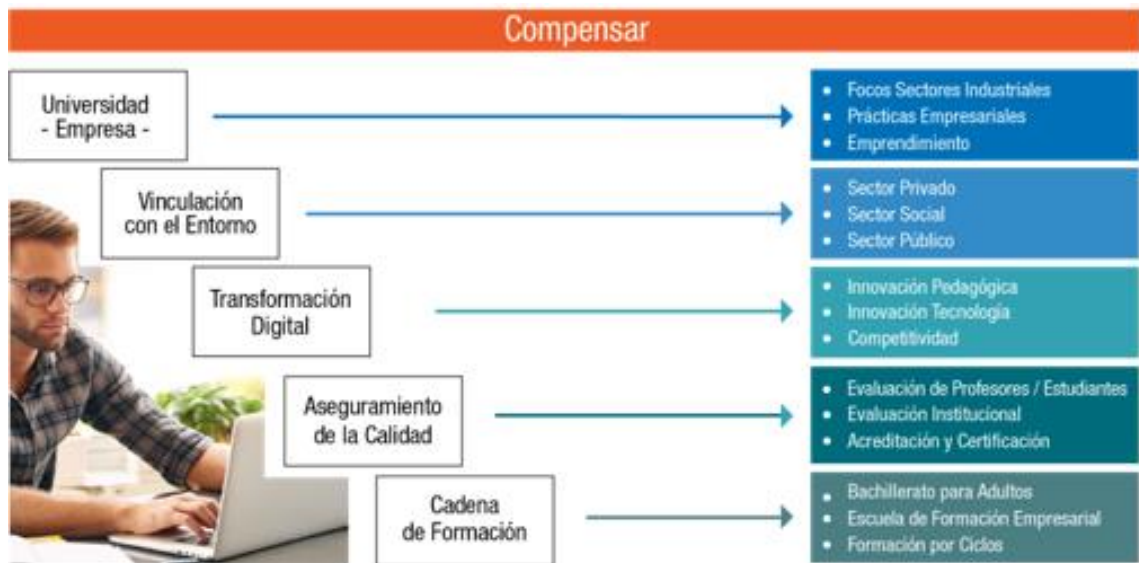 Compensar
Universidad
- Empresa -
• Focos Sectores Industriales
• Prácticas Empresariales
• Emprendimiento
Vinculación
con el Entorno
• Sector Privado
• Sector Social
• Sector Público
Transformación
Digital
• Innovación Pedagógica
• Innovación Tecnología
• Competitividad
Aseguramiento
de la Calidad
• Evaluación de Profesores / Estudiantes
• Evaluación Institucional
• Acreditación y Certificación
Cadena
de Formación
• Bachillerato para Adultos
• Escuela de Formación Empresarial
• Formación por Ciclos